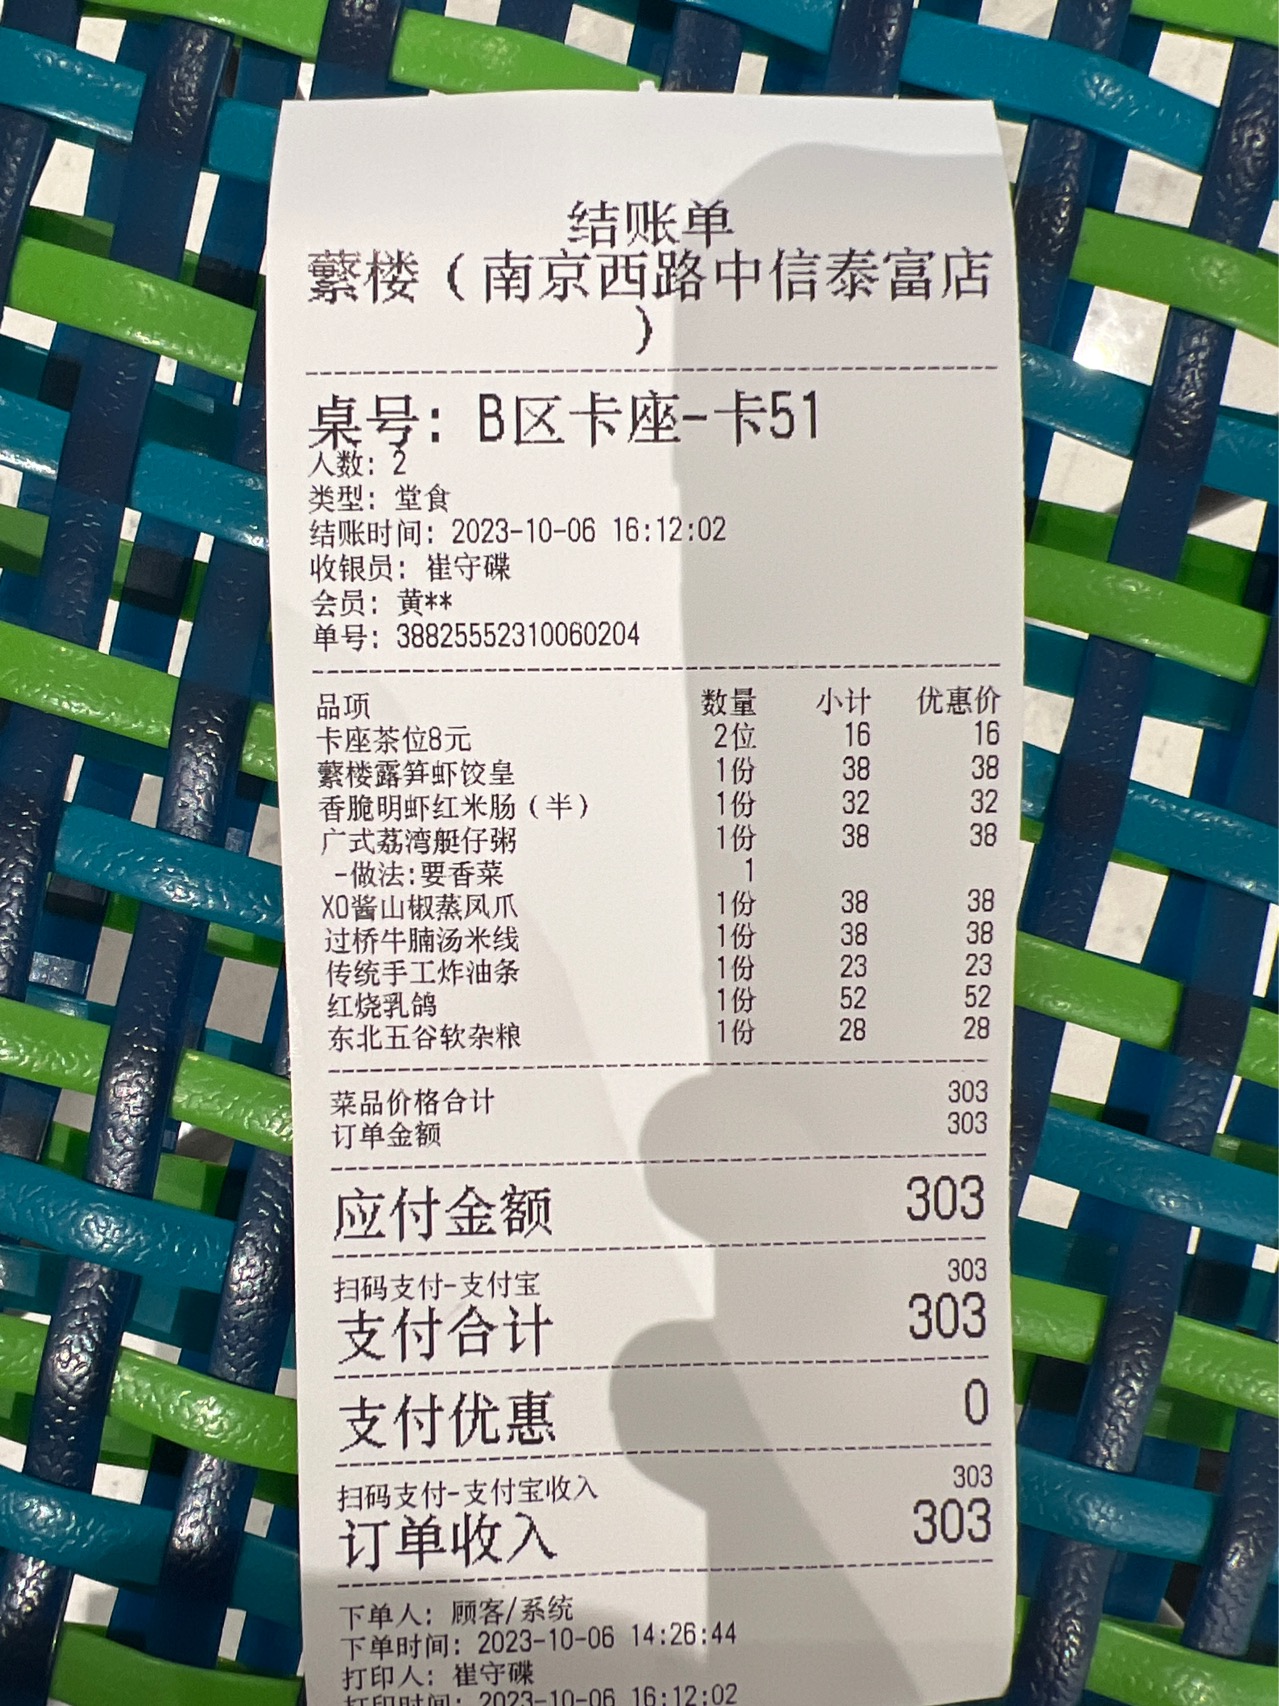 结账单
蘩楼（南京西路中信泰富店
）
桌号: B区卡座-卡51
人数: 2
类型: 堂食
结账时间: 2023-10-06 16:12:02
收银员: 崔守碟
会员: 黄**
单号: 38825552310060204
品项 数量 小计 优惠价
卡座茶位8元 2位 16 16
蘩楼露笋虾饺皇 1份 38 38
香脆明虾红米肠（半） 1份 32 32
广式荔湾艇仔粥 1份 38 38
-做法:要香菜 1
XO酱山椒蒸凤爪 1份 38 38
过桥牛腩汤米线 1份 38 38
传统手工炸油条 1份 23 23
红烧乳鸽 1份 52 52
东北五谷软杂粮 1份 28 28
菜品价格合计 303
订单金额 303
应付金额 303
扫码支付-支付宝 303
支付合计 303
支付优惠 0
扫码支付-支付宝收入 303
订单收入 303
下单人: 顾客/系统
下单时间: 2023-10-06 14:26:44
打印人: 崔守碟
打印时间: 2023-10-06 16:12:02